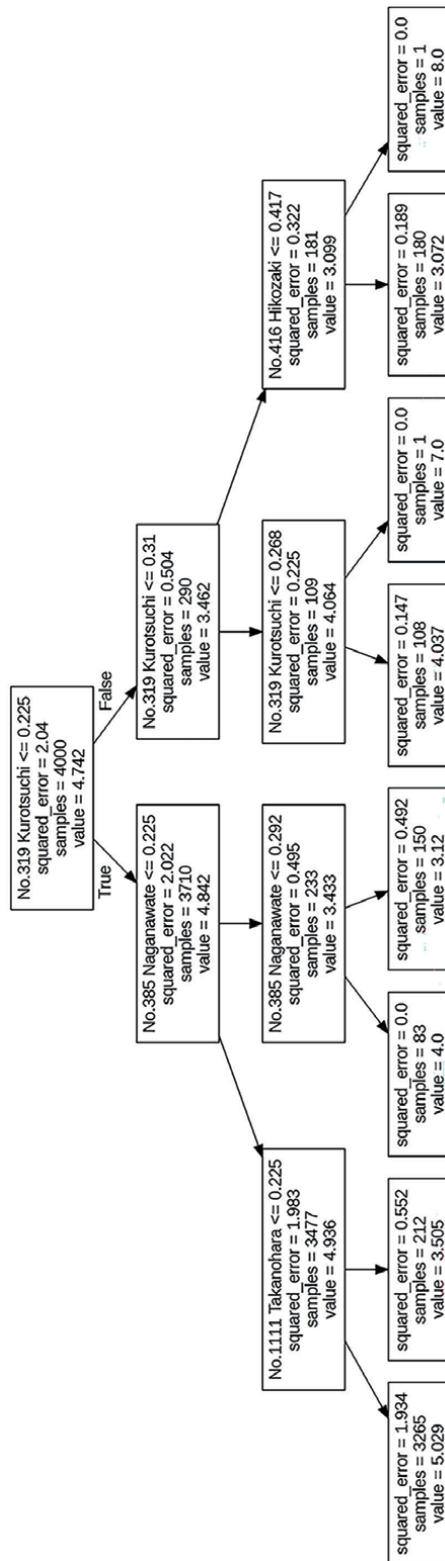 No.319 Kurotsuchi <= 0.225
squared_error = 2.04
samples = 4000
value = 4.742
True
False
No.385 Naganawate <= 0.225
squared_error = 2.022
samples = 3710
value = 4.842
No.319 Kurotsuchi <= 0.31
squared_error = 0.504
samples = 290
value = 3.462
No.1111 Takanohara <= 0.225
squared_error = 1.983
samples = 3477
value = 4.936
No.385 Naganawate <= 0.292
squared_error = 0.495
samples = 233
value = 3.433
No.319 Kurotsuchi <= 0.268
squared_error = 0.225
samples = 109
value = 4.064
No.416 Hikozaki <= 0.417
squared_error = 0.322
samples = 181
value = 3.099
squared_error = 1.934
samples = 3265
value = 5.029
squared_error = 0.552
samples = 212
value = 3.505
squared_error = 0.0
samples = 83
value = 4.0
squared_error = 0.492
samples = 150
value = 3.12
squared_error = 0.147
samples = 108
value = 4.037
squared_error = 0.0
samples = 1
value = 7.0
squared_error = 0.189
samples = 180
value = 3.072
squared_error = 0.0
samples = 1
value = 8.0